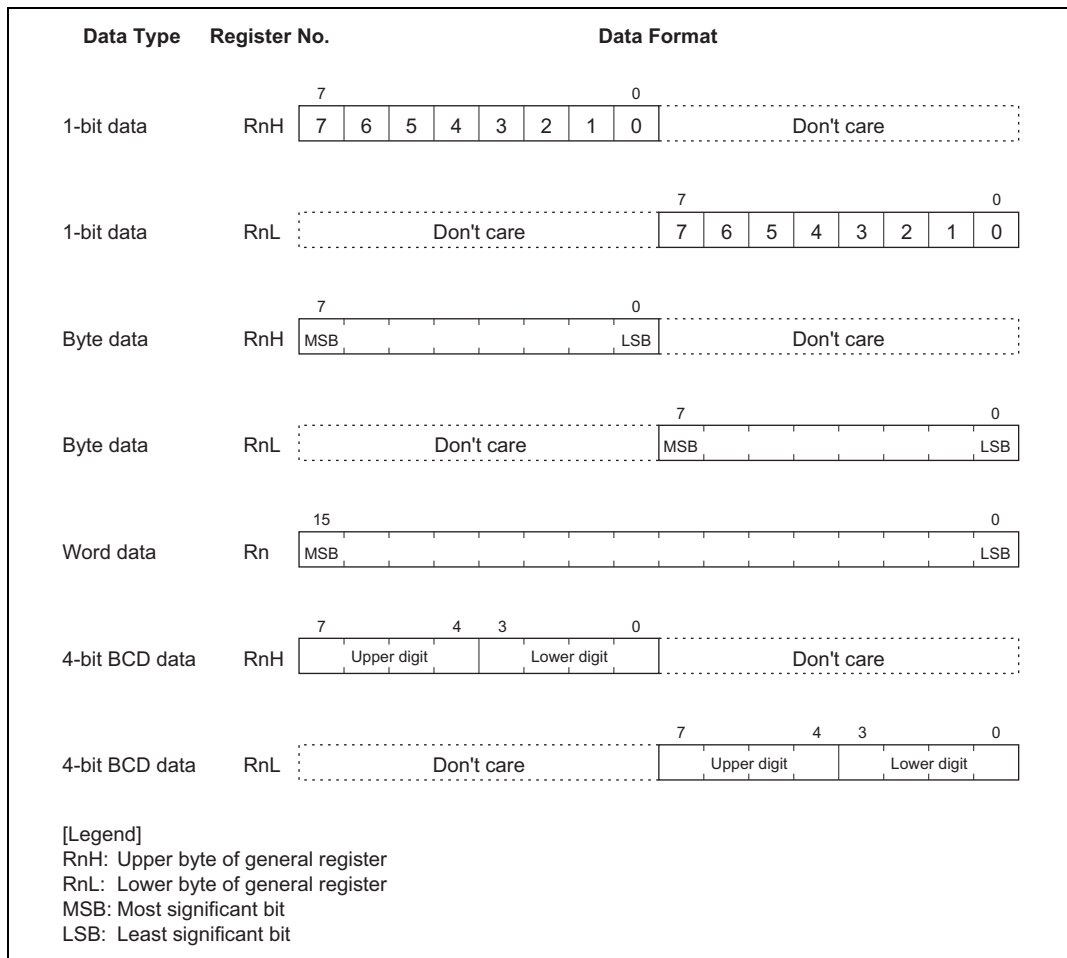 Data Type Register No. Data Format
7 0
1-bit data RnH 7 6 5 4 3 2 1 0 Don't care
7 0
1-bit data RnL Don't care 7 6 5 4 3 2 1 0
7 0
Byte data RnH MSB LSB Don't care
7 0
Byte data RnL Don't care MSB LSB
15 0
Word data Rn MSB LSB
7 4 3 0
4-bit BCD data RnH Upper digit Lower digit Don't care
7 4 3 0
4-bit BCD data RnL Don't care Upper digit Lower digit
[Legend]
RnH: Upper byte of general register
RnL: Lower byte of general register
MSB: Most significant bit
LSB: Least significant bit